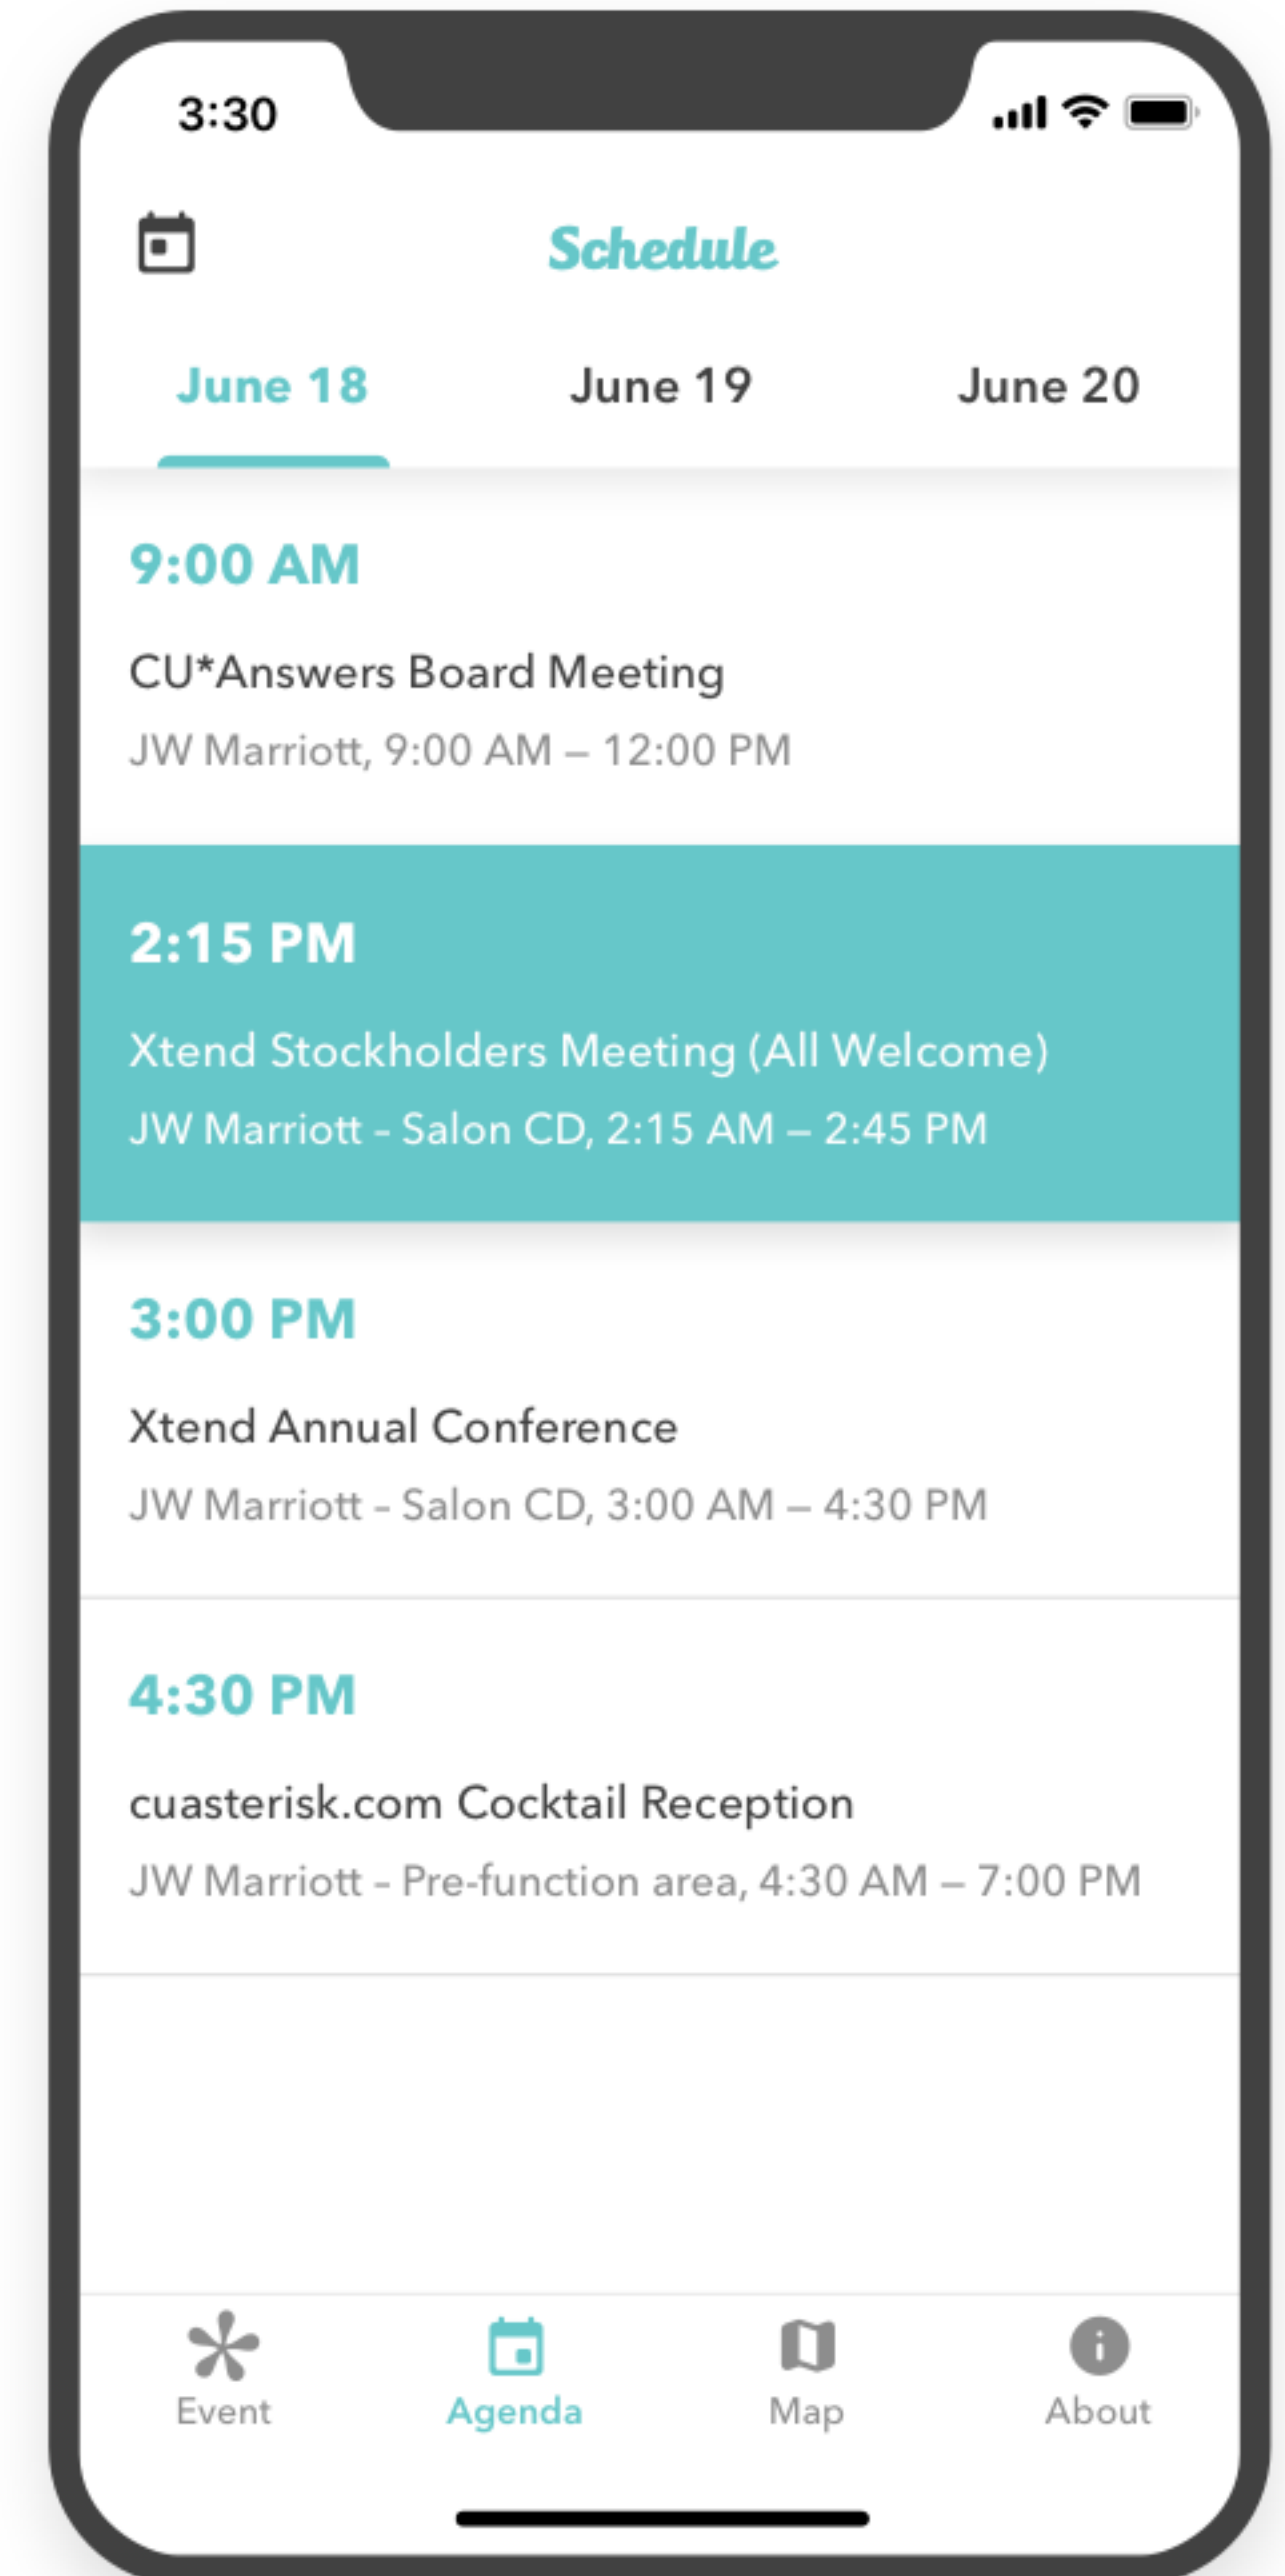 3:30
Schedule
June 18 June 19 June 20
9:00 AM
CU*Answers Board Meeting
JW Marriott, 9:00 AM – 12:00 PM
2:15 PM
Xtend Stockholders Meeting (All Welcome)
JW Marriott - Salon CD, 2:15 AM – 2:45 PM
3:00 PM
Xtend Annual Conference
JW Marriott - Salon CD, 3:00 AM – 4:30 PM
4:30 PM
cuasterisk.com Cocktail Reception
JW Marriott - Pre-function area, 4:30 AM – 7:00 PM
Event Agenda Map About